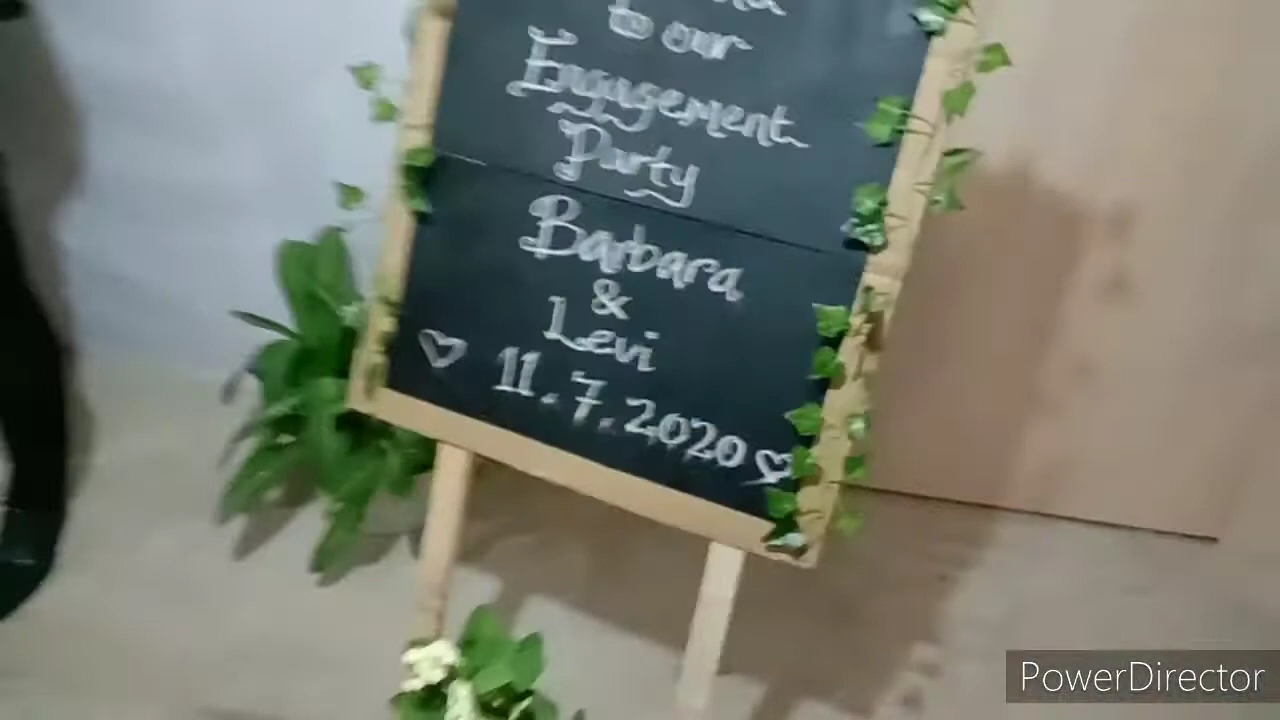 to our
Engagement
Party
Barbara
&
Levi
11.7.2020
PowerDirector